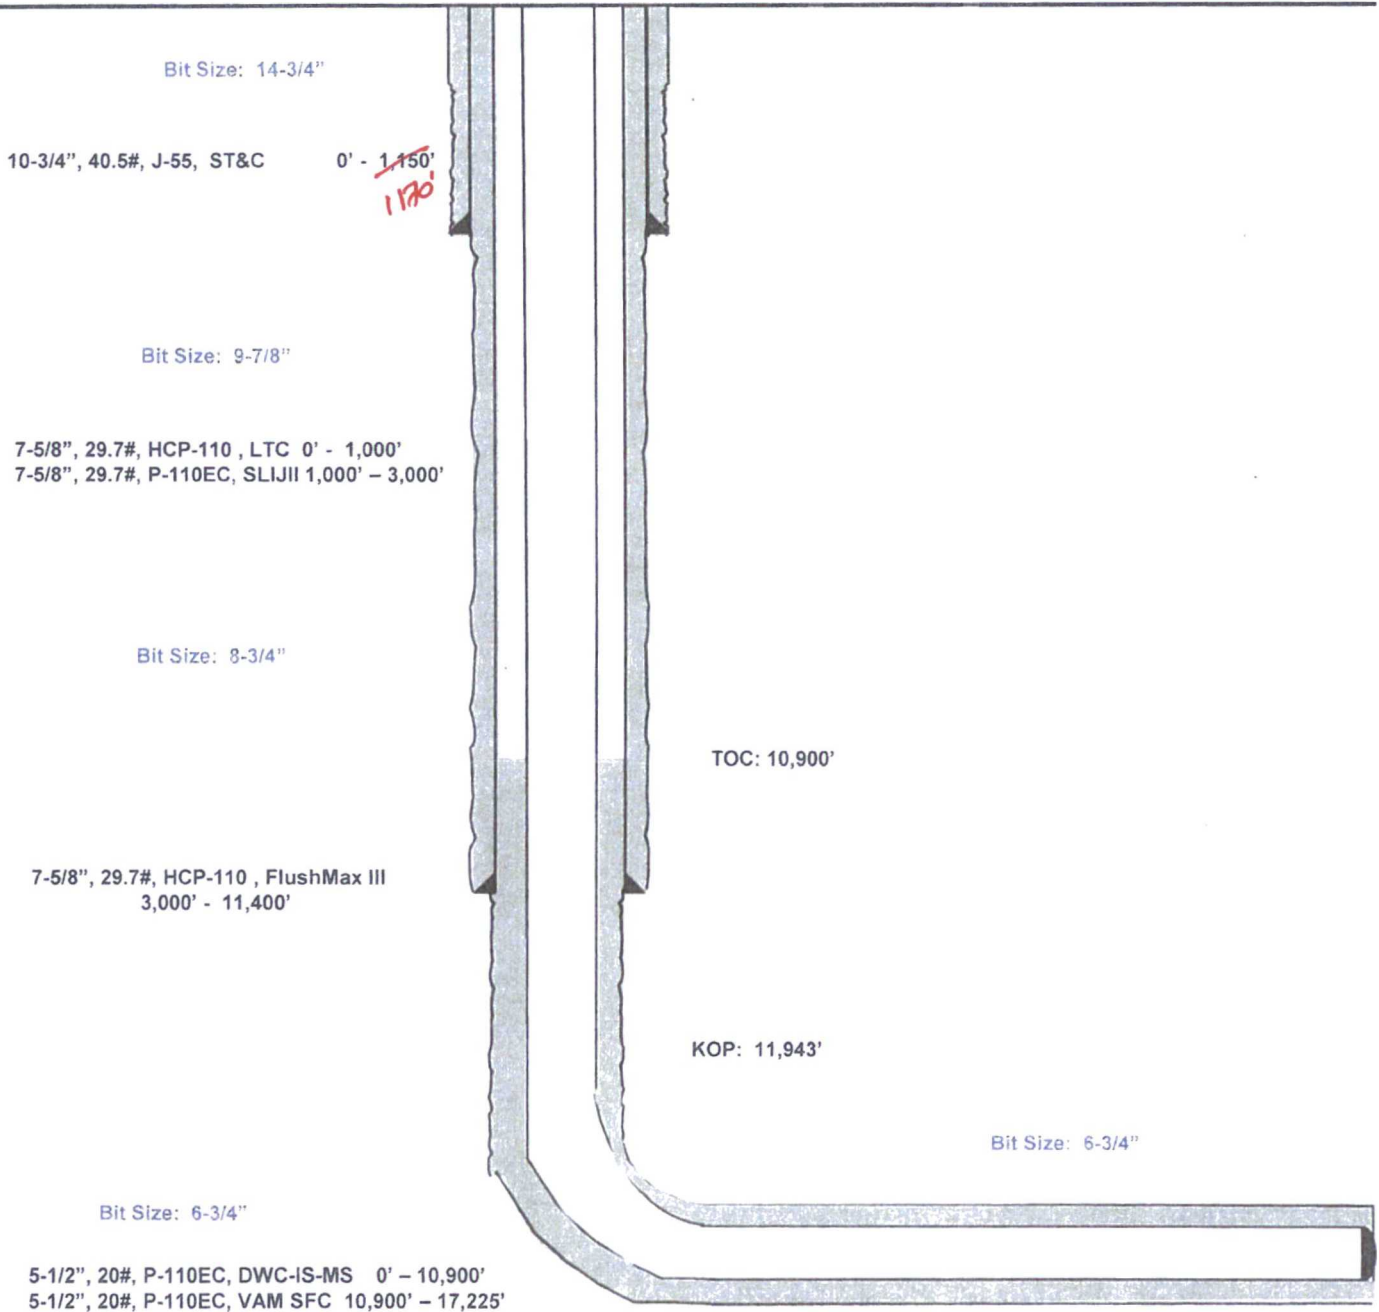 Bit Size: 14-3/4”
10-3/4”, 40.5#, J-55, ST&C 0’ - 1,150’
1170'
Bit Size: 9-7/8”
7-5/8”, 29.7#, HCP-110 , LTC 0’ - 1,000’
7-5/8”, 29.7#, P-110EC, SLIJII 1,000’ – 3,000’
Bit Size: 8-3/4”
TOC: 10,900’
7-5/8”, 29.7#, HCP-110 , FlushMax III
3,000’ - 11,400’
KOP: 11,943’
Bit Size: 6-3/4”
Bit Size: 6-3/4”
5-1/2”, 20#, P-110EC, DWC-IS-MS 0’ – 10,900’
5-1/2”, 20#, P-110EC, VAM SFC 10,900’ – 17,225’